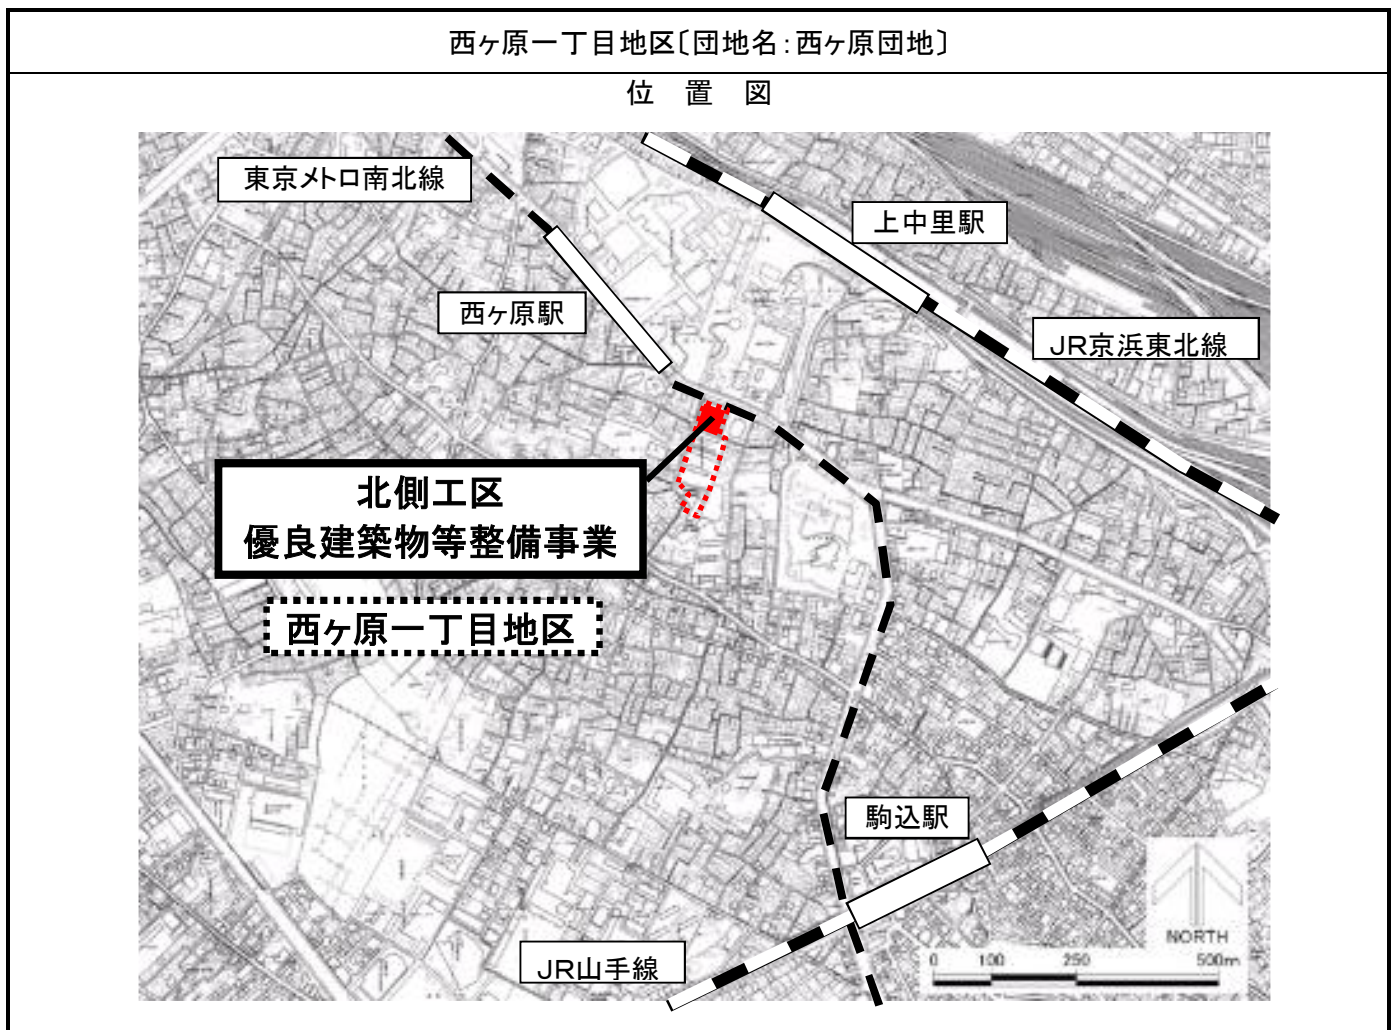 西ヶ原一丁目地区〔団地名:西ヶ原団地〕
位 置 図
東京メトロ南北線
上中里駅
西ヶ原駅
JR京浜東北線
北側工区
優良建築物等整備事業
西ヶ原一丁目地区
駒込駅
NORTH
JR山手線
0 100 250 500m